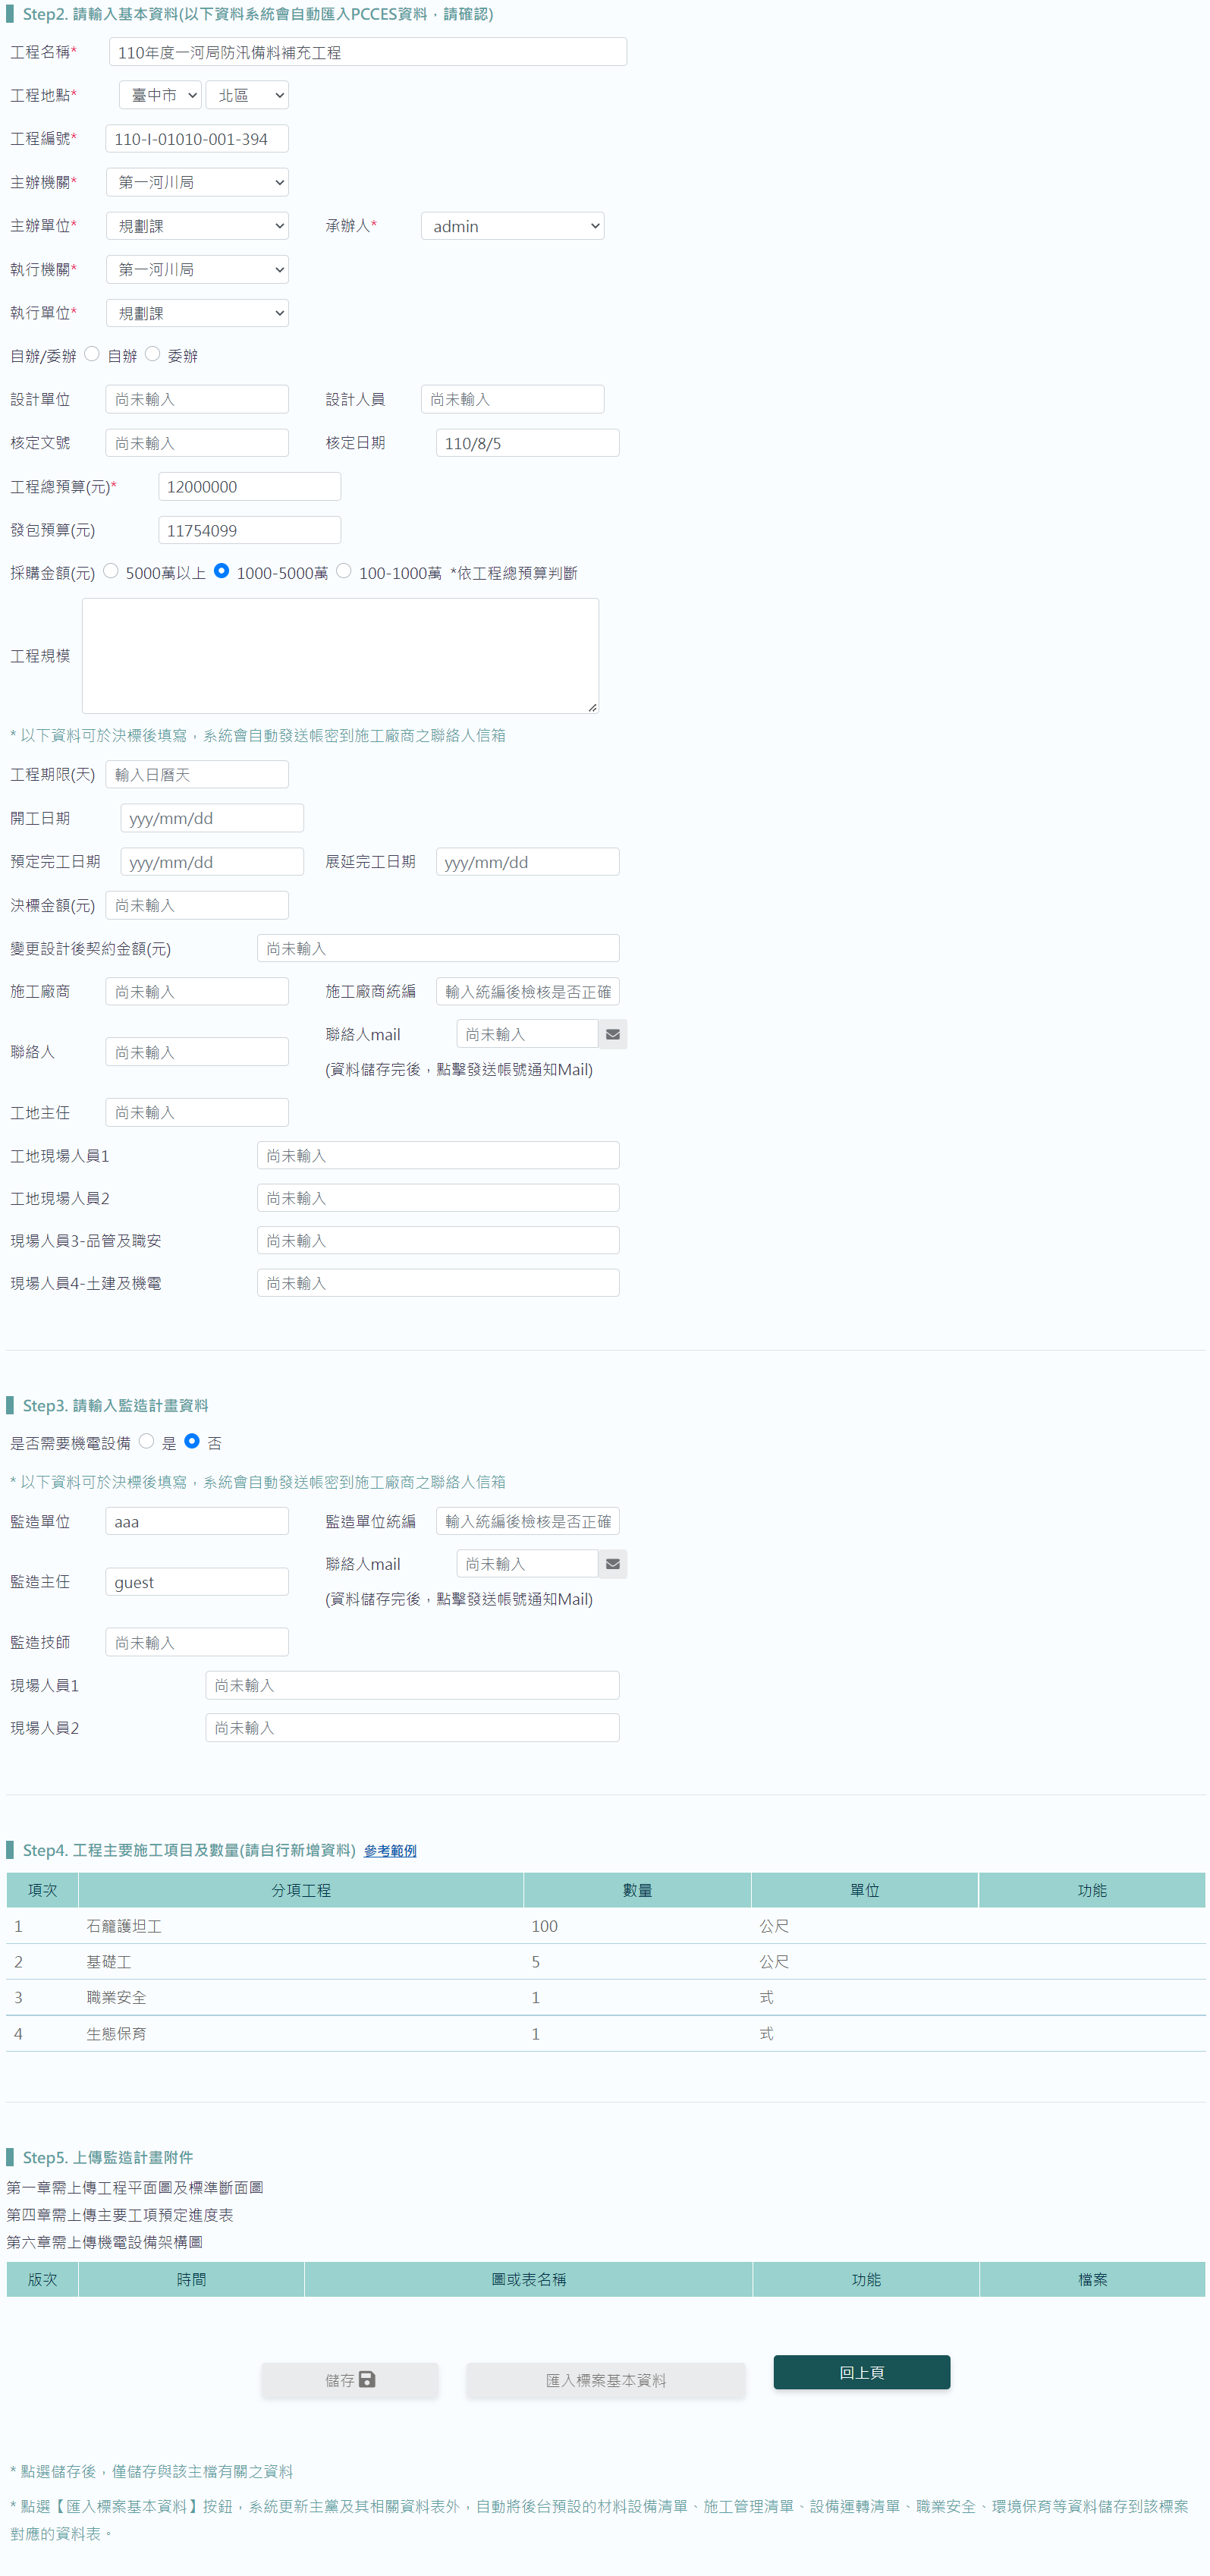 Step2. 請輸入基本資料(以下資料系統會自動匯入PCCES資料，請確認)
工程名稱* 110年度一河局防汛備料補充工程
工程地點* 臺中市 北區
工程編號* 110-I-01010-001-394
主辦機關* 第一河川局
主辦單位* 規劃課 承辦人* admin
執行機關* 第一河川局
執行單位* 規劃課
自辦/委辦 自辦 委辦
設計單位 尚未輸入 設計人員 尚未輸入
核定文號 尚未輸入 核定日期 110/8/5
工程總預算(元)* 12000000
發包預算(元) 11754099
採購金額(元) 5000萬以上 1000-5000萬 100-1000萬 *依工程總預算判斷
工程規模
* 以下資料可於決標後填寫，系統會自動發送帳密到施工廠商之聯絡人信箱
工程期限(天) 輸入日曆天
開工日期 yyy/mm/dd
預定完工日期 yyy/mm/dd 展延完工日期 yyy/mm/dd
決標金額(元) 尚未輸入
變更設計後契約金額(元) 尚未輸入
施工廠商 尚未輸入 施工廠商統編 輸入統編後檢核是否正確
聯絡人 尚未輸入 聯絡人mail 尚未輸入
(資料儲存完後，點擊發送帳號通知Mail)
工地主任 尚未輸入
工地現場人員1 尚未輸入
工地現場人員2 尚未輸入
現場人員3-品管及職安 尚未輸入
現場人員4-土建及機電 尚未輸入
Step3. 請輸入監造計畫資料
是否需要機電設備 是 否
* 以下資料可於決標後填寫，系統會自動發送帳密到施工廠商之聯絡人信箱
監造單位 aaa 監造單位統編 輸入統編後檢核是否正確
監造主任 guest 聯絡人mail 尚未輸入
(資料儲存完後，點擊發送帳號通知Mail)
監造技師 尚未輸入
現場人員1 尚未輸入
現場人員2 尚未輸入
Step4. 工程主要施工項目及數量(請自行新增資料) 參考範例
項次 分項工程 數量 單位 功能
1 石籠護坦工 100 公尺
2 基礎工 5 公尺
3 職業安全 1 式
4 生態保育 1 式
Step5. 上傳監造計畫附件
第一章需上傳工程平面圖及標準斷面圖
第四章需上傳主要工項預定進度表
第六章需上傳機電設備架構圖
版次 時間 圖或表名稱 功能 檔案
儲存 匯入標案基本資料 回上頁
* 點選儲存後，僅儲存與該主檔有關之資料
* 點選【匯入標案基本資料】按鈕，系統更新主黨及其相關資料表外，自動將後台預設的材料設備清單、施工管理清單、設備運轉清單、職業安全、環境保育等資料儲存到該標案
對應的資料表。